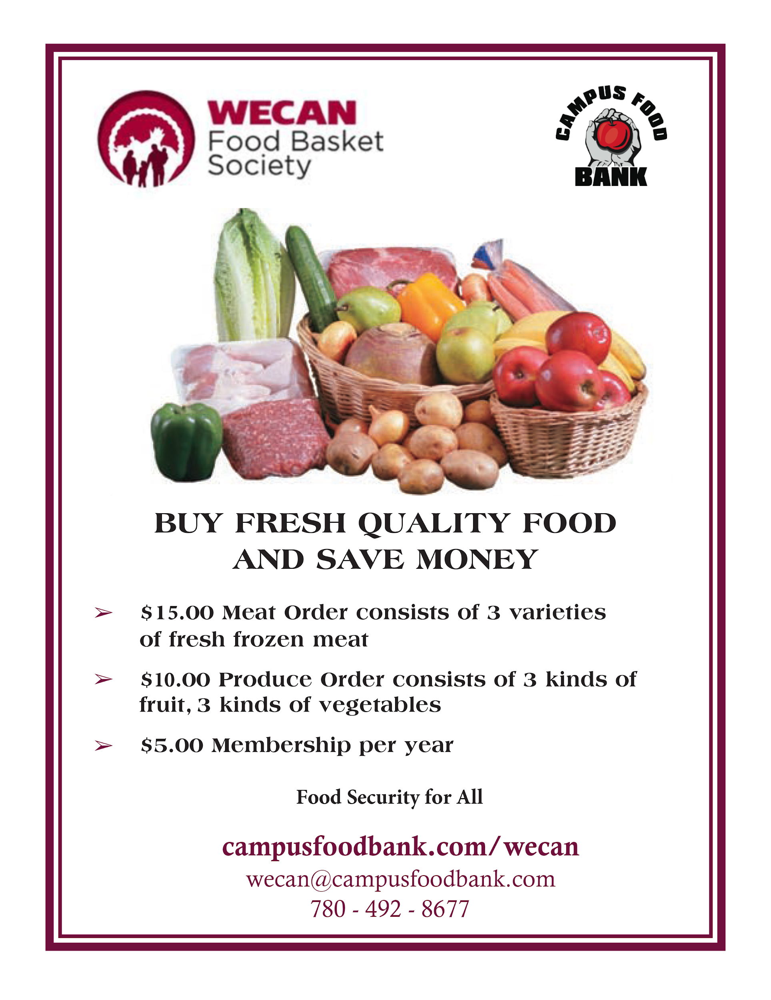 WECAN
Food Basket
Society
CAMPUS FOOD
BANK
BUY FRESH QUALITY FOOD
AND SAVE MONEY
➢ $15.00 Meat Order consists of 3 varieties
of fresh frozen meat
➢ $10.00 Produce Order consists of 3 kinds of
fruit, 3 kinds of vegetables
➢ $5.00 Membership per year
Food Security for All
campusfoodbank.com/wecan
wecan@campusfoodbank.com
780 - 492 - 8677